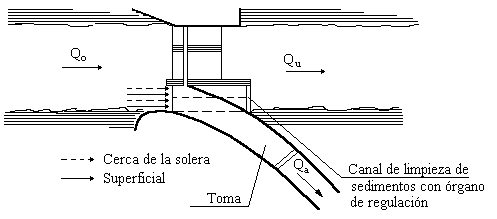 Qo
Qu
Cerca de la solera
Superficial
Toma
Qa
Canal de limpieza de
sedimentos con órgano
de regulación